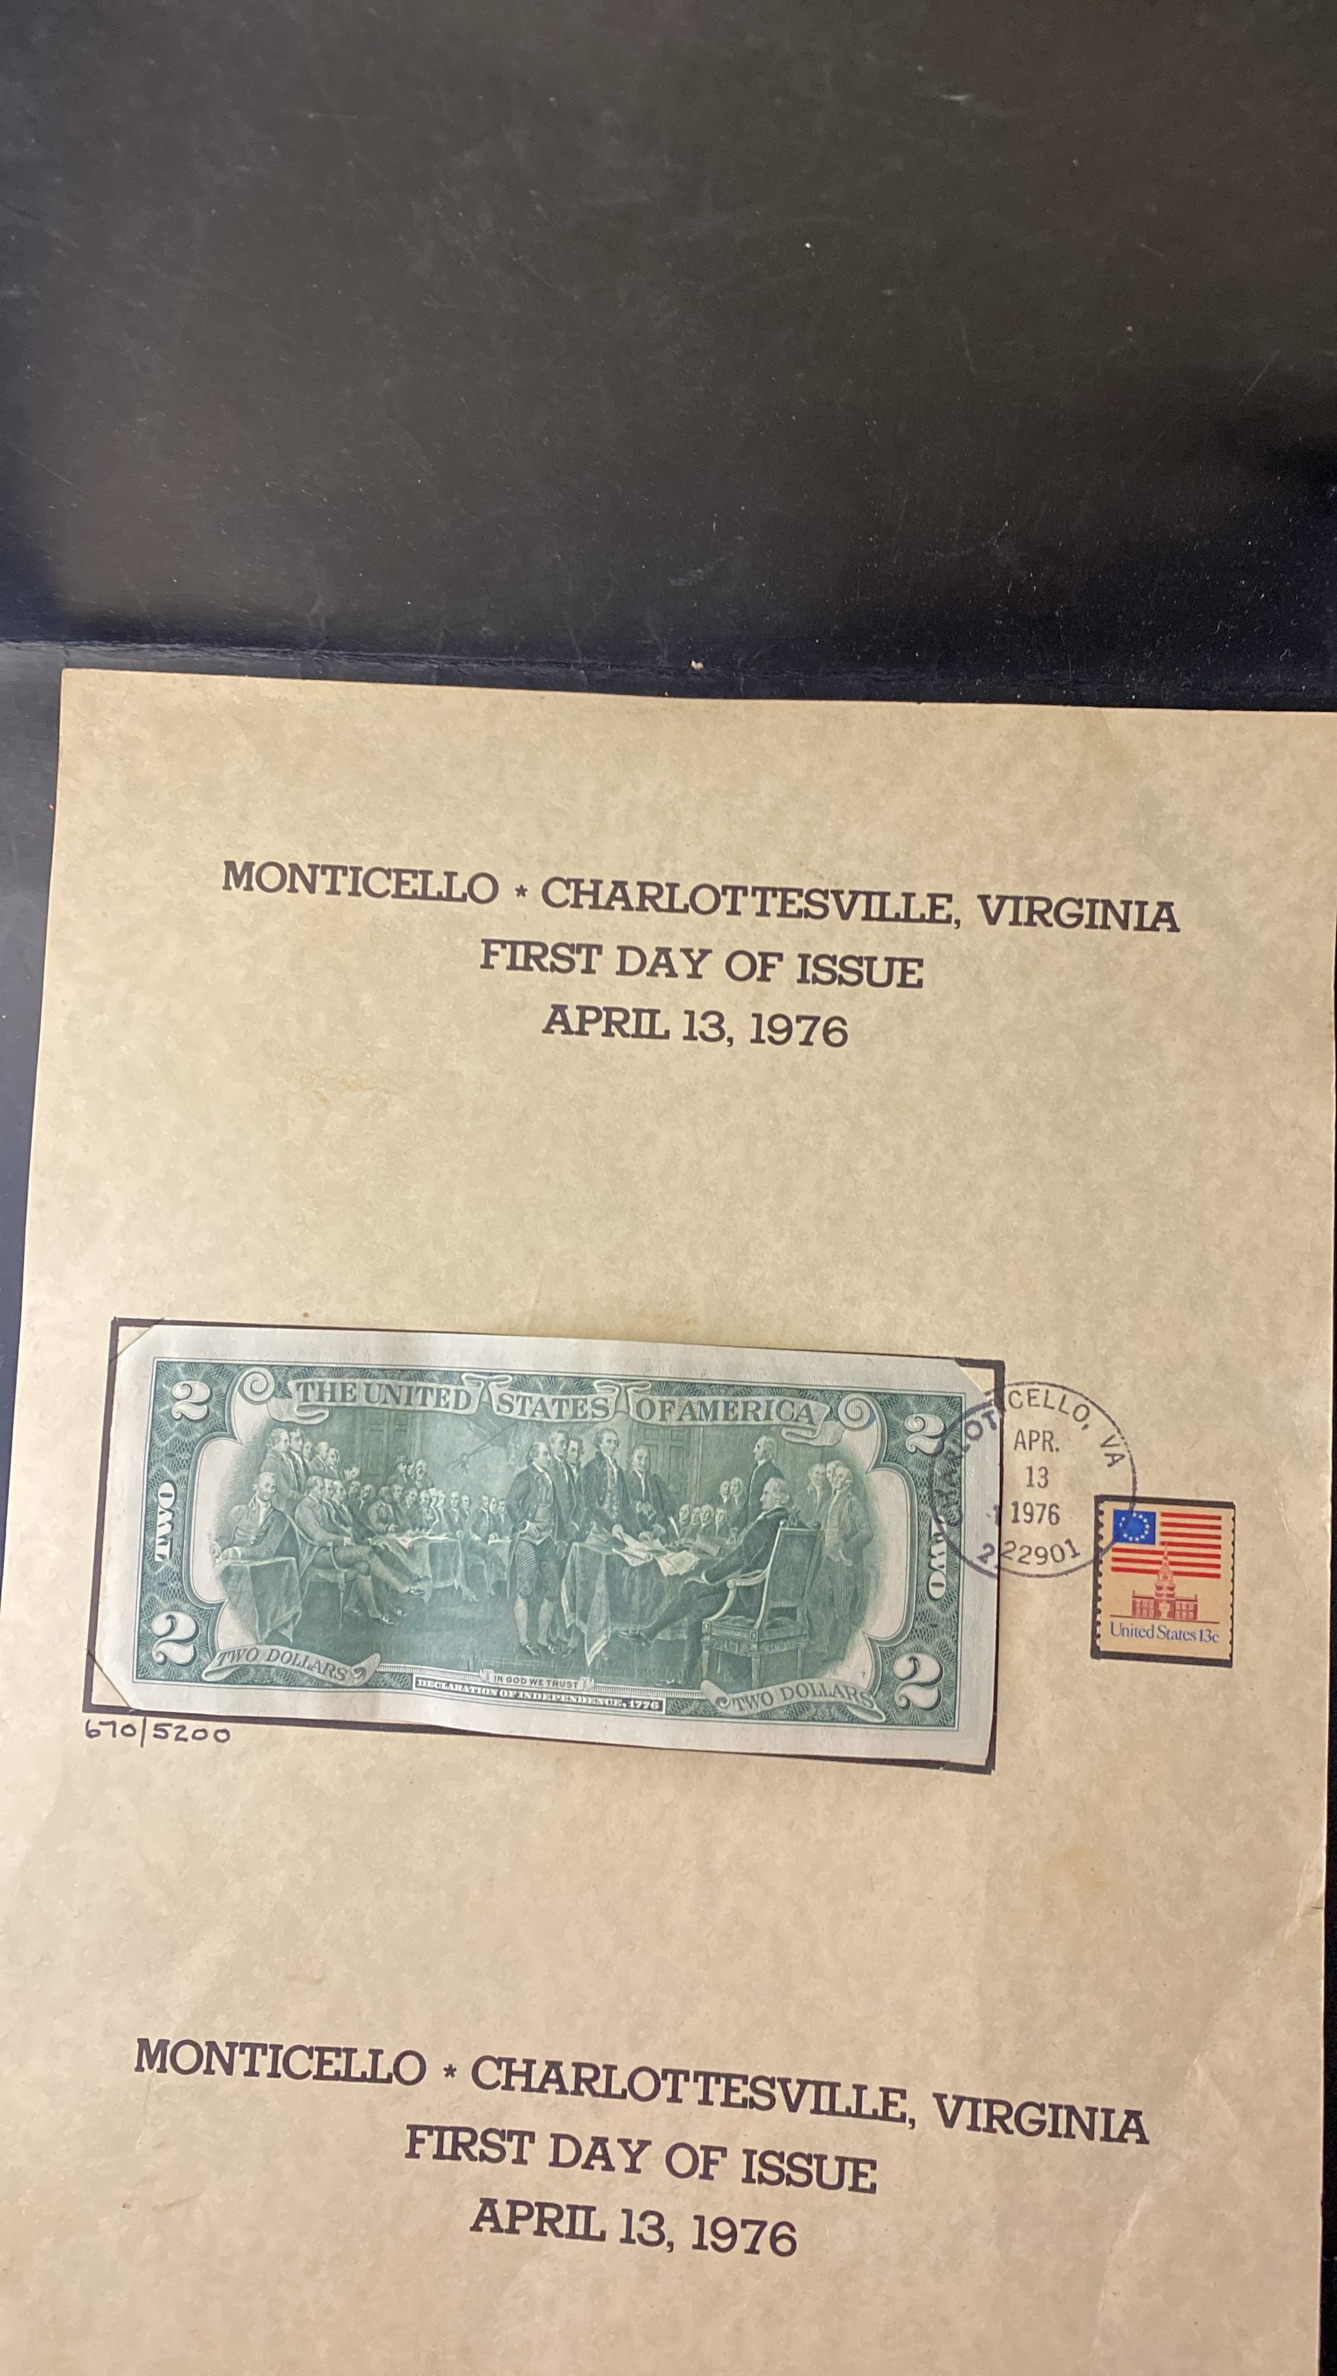 MONTICELLO * CHARLOTTESVILLE, VIRGINIA
FIRST DAY OF ISSUE
APRIL 13, 1976
2 THE UNITED STATES OF AMERICA 2
TWO
TWO
2 TWO DOLLARS
IN GOD WE TRUST
DECLARATION OF INDEPENDENCE, 1776
TWO DOLLARS 2
CELLO, VA
APR.
13
1976
22901
United States 13c
670/5200
MONTICELLO * CHARLOTTESVILLE, VIRGINIA
FIRST DAY OF ISSUE
APRIL 13, 1976